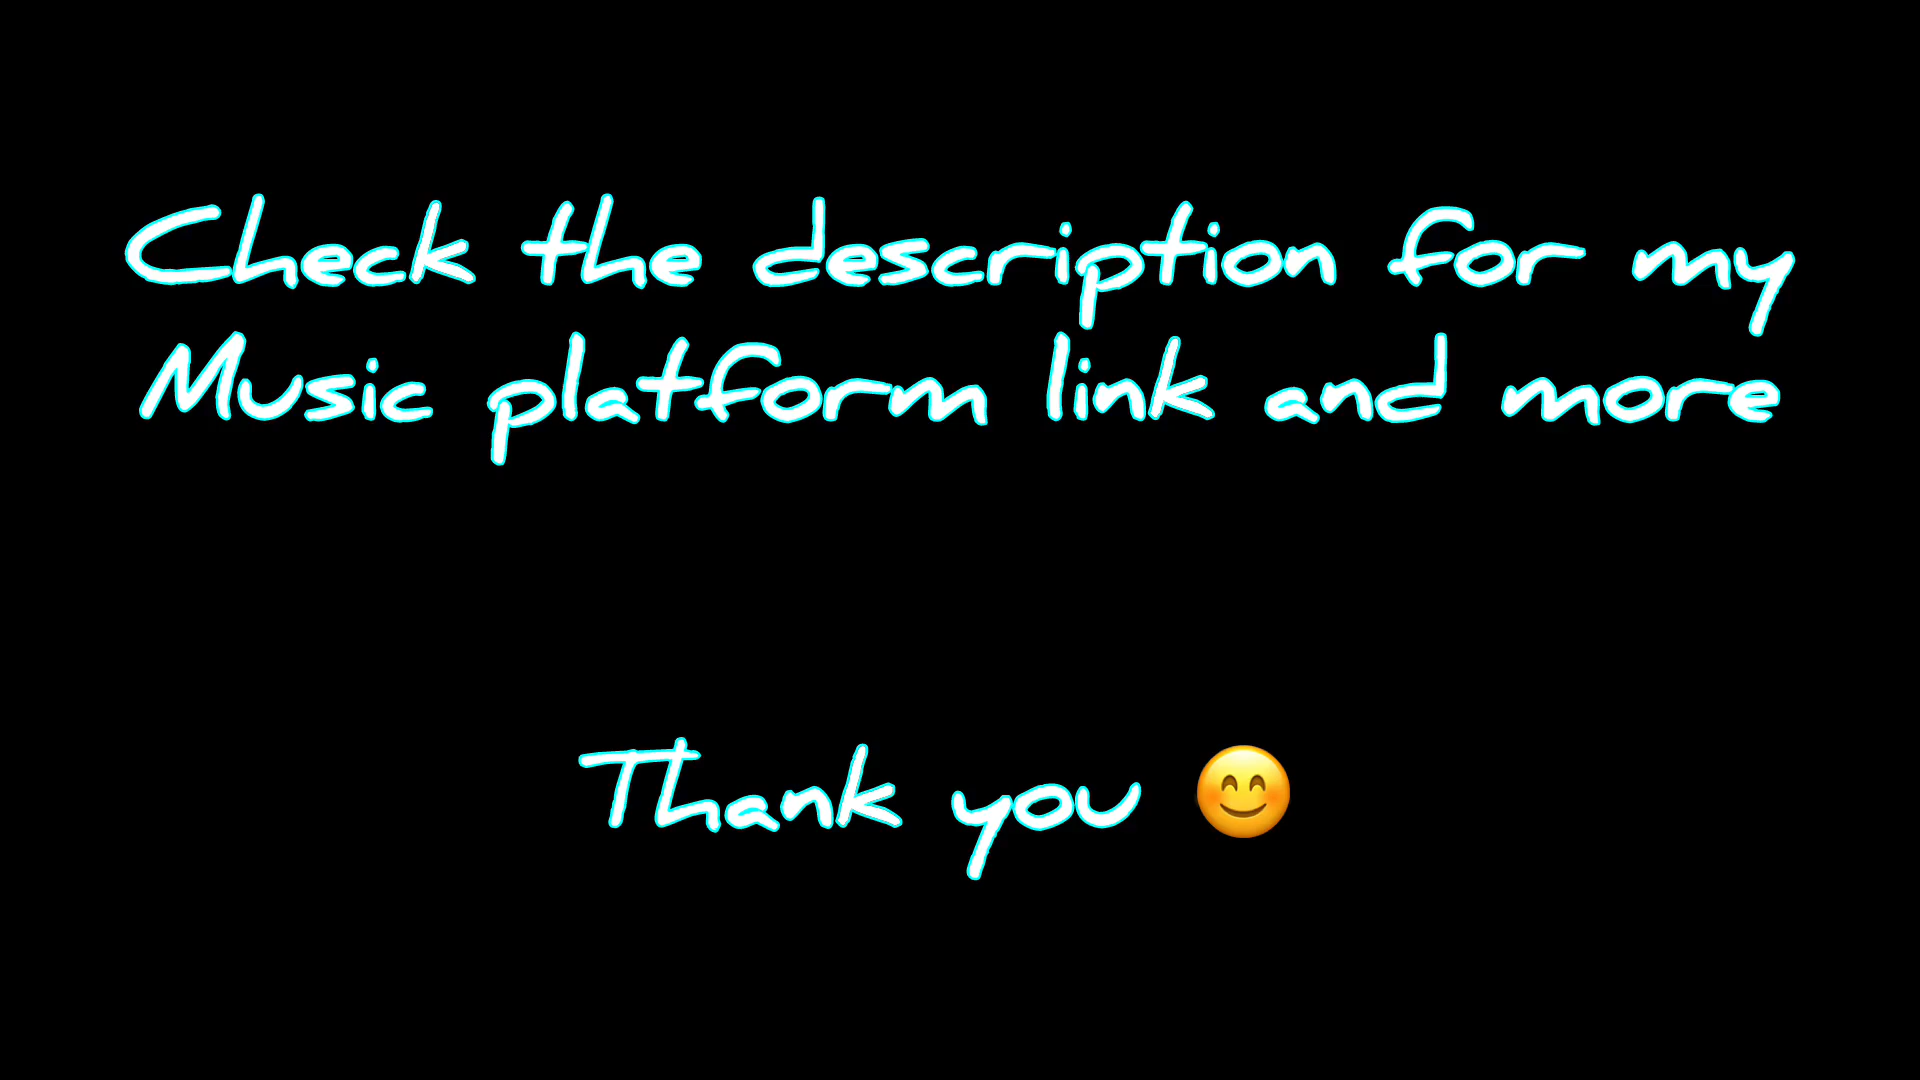 Check the description for my
Music platform link and more
Thank you 😊